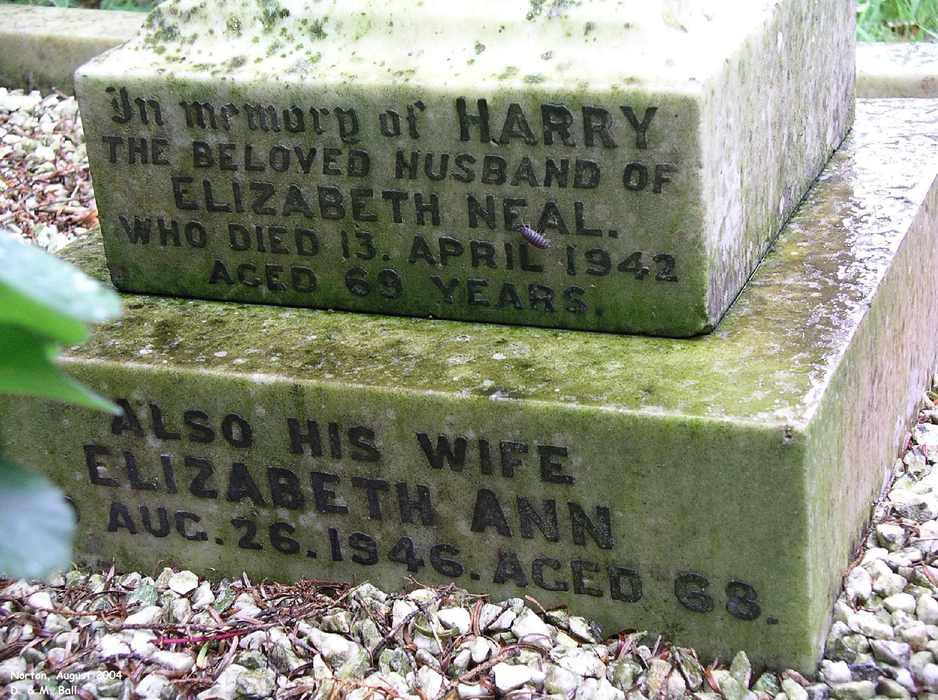 In memory of HARRY
THE BELOVED HUSBAND OF
ELIZABETH NEAL.
WHO DIED 13. APRIL 1942
AGED 69 YEARS.
ALSO HIS WIFE
ELIZABETH ANN
AUG. 26. 1946. AGED 68.
Norton, August 2004
D. & M. Ball